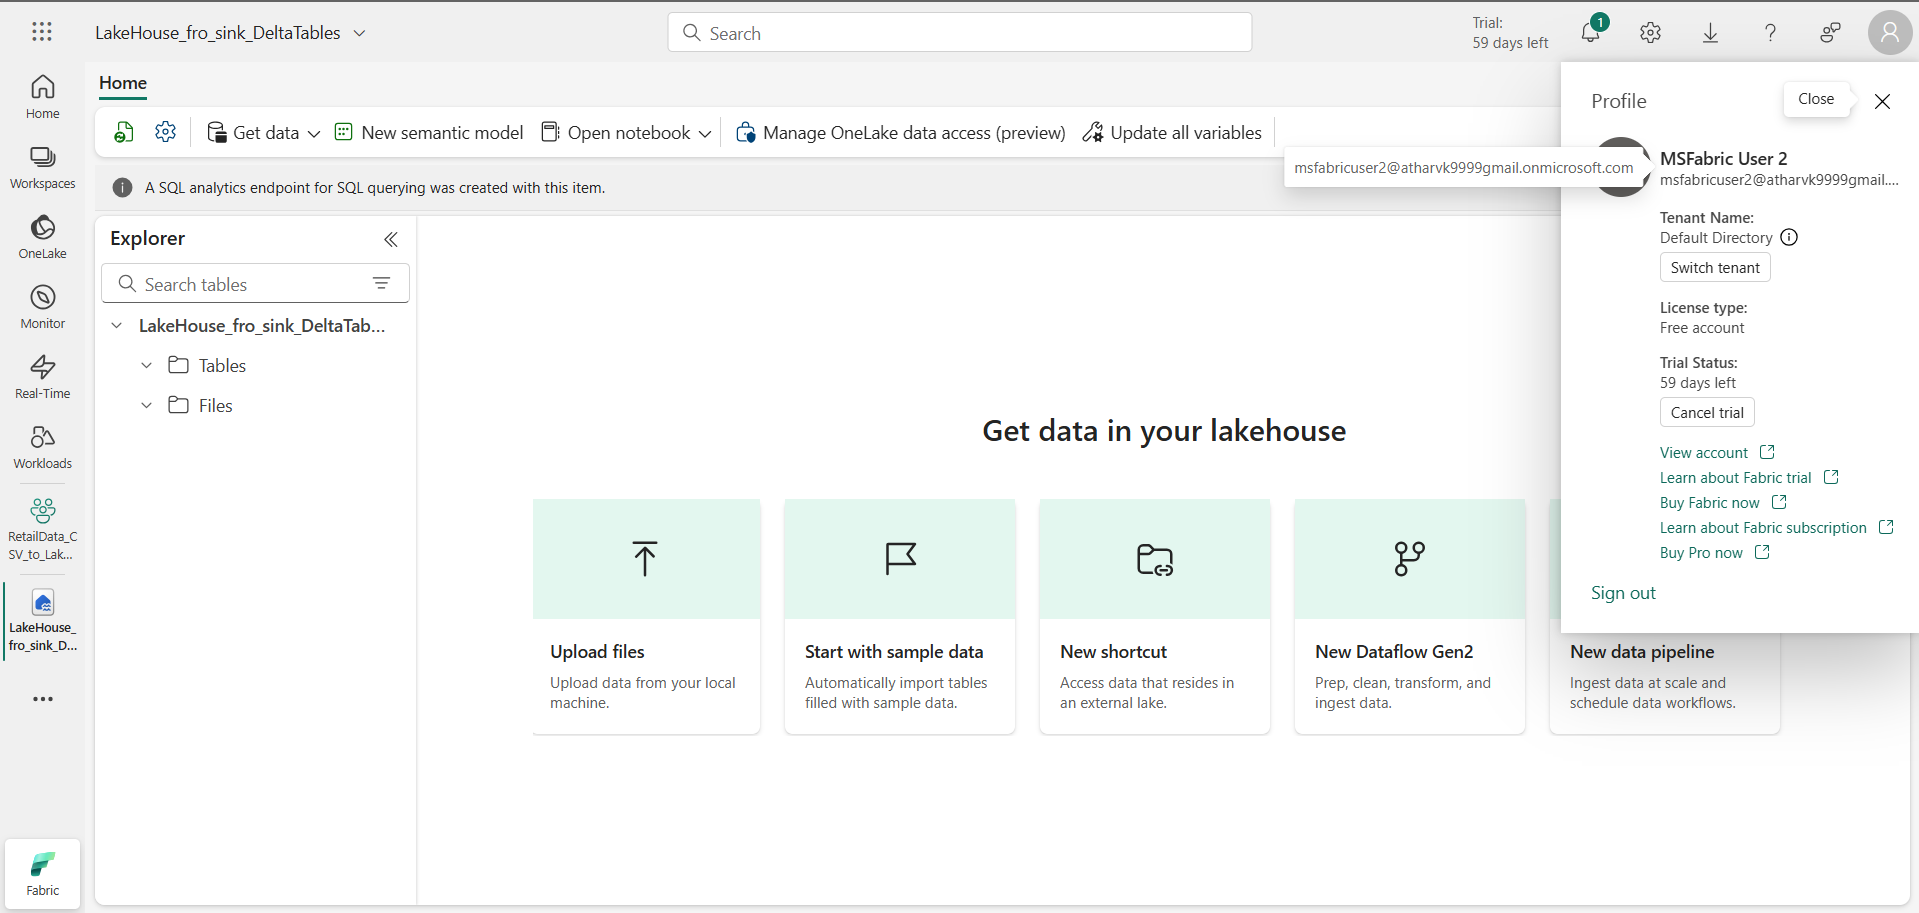 LakeHouse_fro_sink_DeltaTables
Search
Trial:
59 days left
1
Home
Workspaces
OneLake
Monitor
Real-Time
Workloads
RetailData_C
SV_to_Lak...
LakeHouse_
fro_sink_D...
Fabric
Home
Get data
New semantic model
Open notebook
Manage OneLake data access (preview)
Update all variables
A SQL analytics endpoint for SQL querying was created with this item.
Explorer
Search tables
LakeHouse_fro_sink_DeltaTab...
Tables
Files
Get data in your lakehouse
Upload files
Upload data from your local
machine.
Start with sample data
Automatically import tables
filled with sample data.
New shortcut
Access data that resides in
an external lake.
New Dataflow Gen2
Prep, clean, transform, and
ingest data.
New data pipeline
Ingest data at scale and
schedule data workflows.
Profile
Close
msfabricuser2@atharvk9999gmail.onmicrosoft.com
MSFabric User 2
msfabricuser2@atharvk9999gmail....
Tenant Name:
Default Directory
Switch tenant
License type:
Free account
Trial Status:
59 days left
Cancel trial
View account
Learn about Fabric trial
Buy Fabric now
Learn about Fabric subscription
Buy Pro now
Sign out